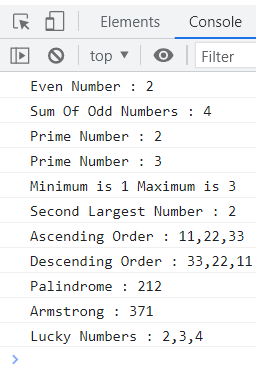 Elements Console
top Filter
Even Number : 2
Sum Of Odd Numbers : 4
Prime Number : 2
Prime Number : 3
Minimum is 1 Maximum is 3
Second Largest Number : 2
Ascending Order : 11,22,33
Descending Order : 33,22,11
Palindrome : 212
Armstrong : 371
Lucky Numbers : 2,3,4